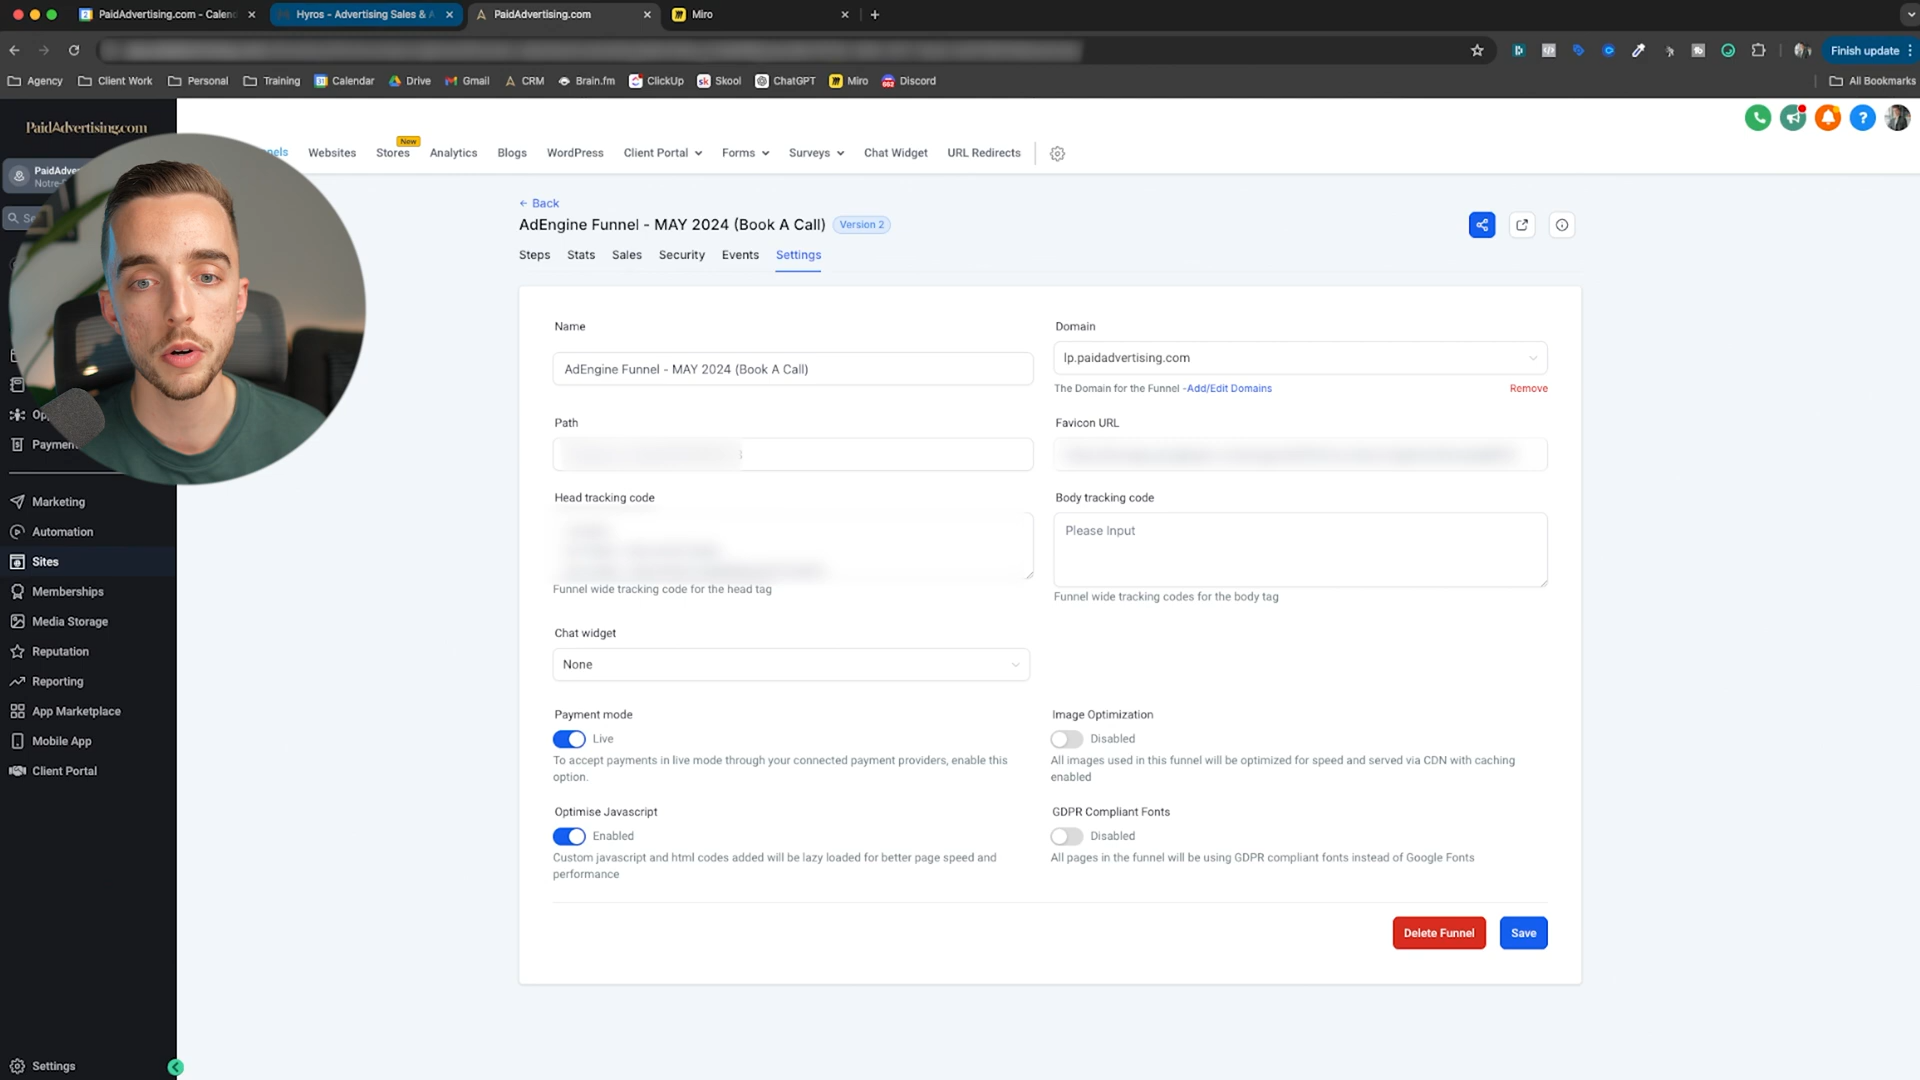 PaidAdvertising.com - Calend
Hyros - Advertising Sales & A
PaidAdvertising.com
Miro
Finish update
Agency
Client Work
Personal
Training
Calendar
Drive
Gmail
CRM
Brain.fm
ClickUp
Skool
ChatGPT
Miro
Discord
All Bookmarks
PaidAdvertising.com
PaidAdve
Notre-
Se
Op
Paymen
Marketing
Automation
Sites
Memberships
Media Storage
Reputation
Reporting
App Marketplace
Mobile App
Client Portal
Settings
nels
Websites
New
Stores
Analytics
Blogs
WordPress
Client Portal
Forms
Surveys
Chat Widget
URL Redirects
Back
AdEngine Funnel - MAY 2024 (Book A Call)
Version 2
Steps
Stats
Sales
Security
Events
Settings
Name
AdEngine Funnel - MAY 2024 (Book A Call)
Domain
lp.paidadvertising.com
The Domain for the Funnel -Add/Edit Domains
Remove
Path
Favicon URL
Head tracking code
Funnel wide tracking code for the head tag
Body tracking code
Please Input
Funnel wide tracking codes for the body tag
Chat widget
None
Payment mode
Live
To accept payments in live mode through your connected payment providers, enable this
option.
Image Optimization
Disabled
All images used in this funnel will be optimized for speed and served via CDN with caching
enabled
Optimise Javascript
Enabled
Custom javascript and html codes added will be lazy loaded for better page speed and
performance
GDPR Compliant Fonts
Disabled
All pages in the funnel will be using GDPR compliant fonts instead of Google Fonts
Delete Funnel
Save